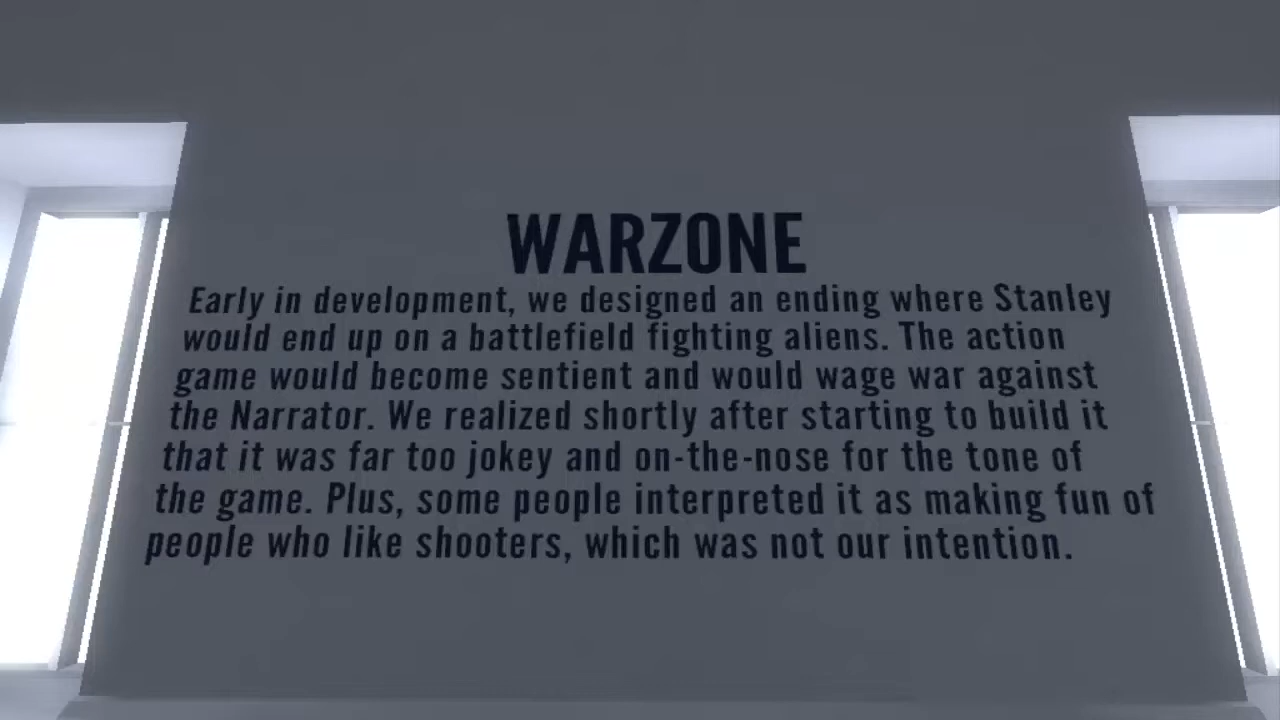 WARZONE
Early in development, we designed an ending where Stanley
would end up on a battlefield fighting aliens. The action
game would become sentient and would wage war against
the Narrator. We realized shortly after starting to build it
that it was far too jokey and on-the-nose for the tone of
the game. Plus, some people interpreted it as making fun of
people who like shooters, which was not our intention.